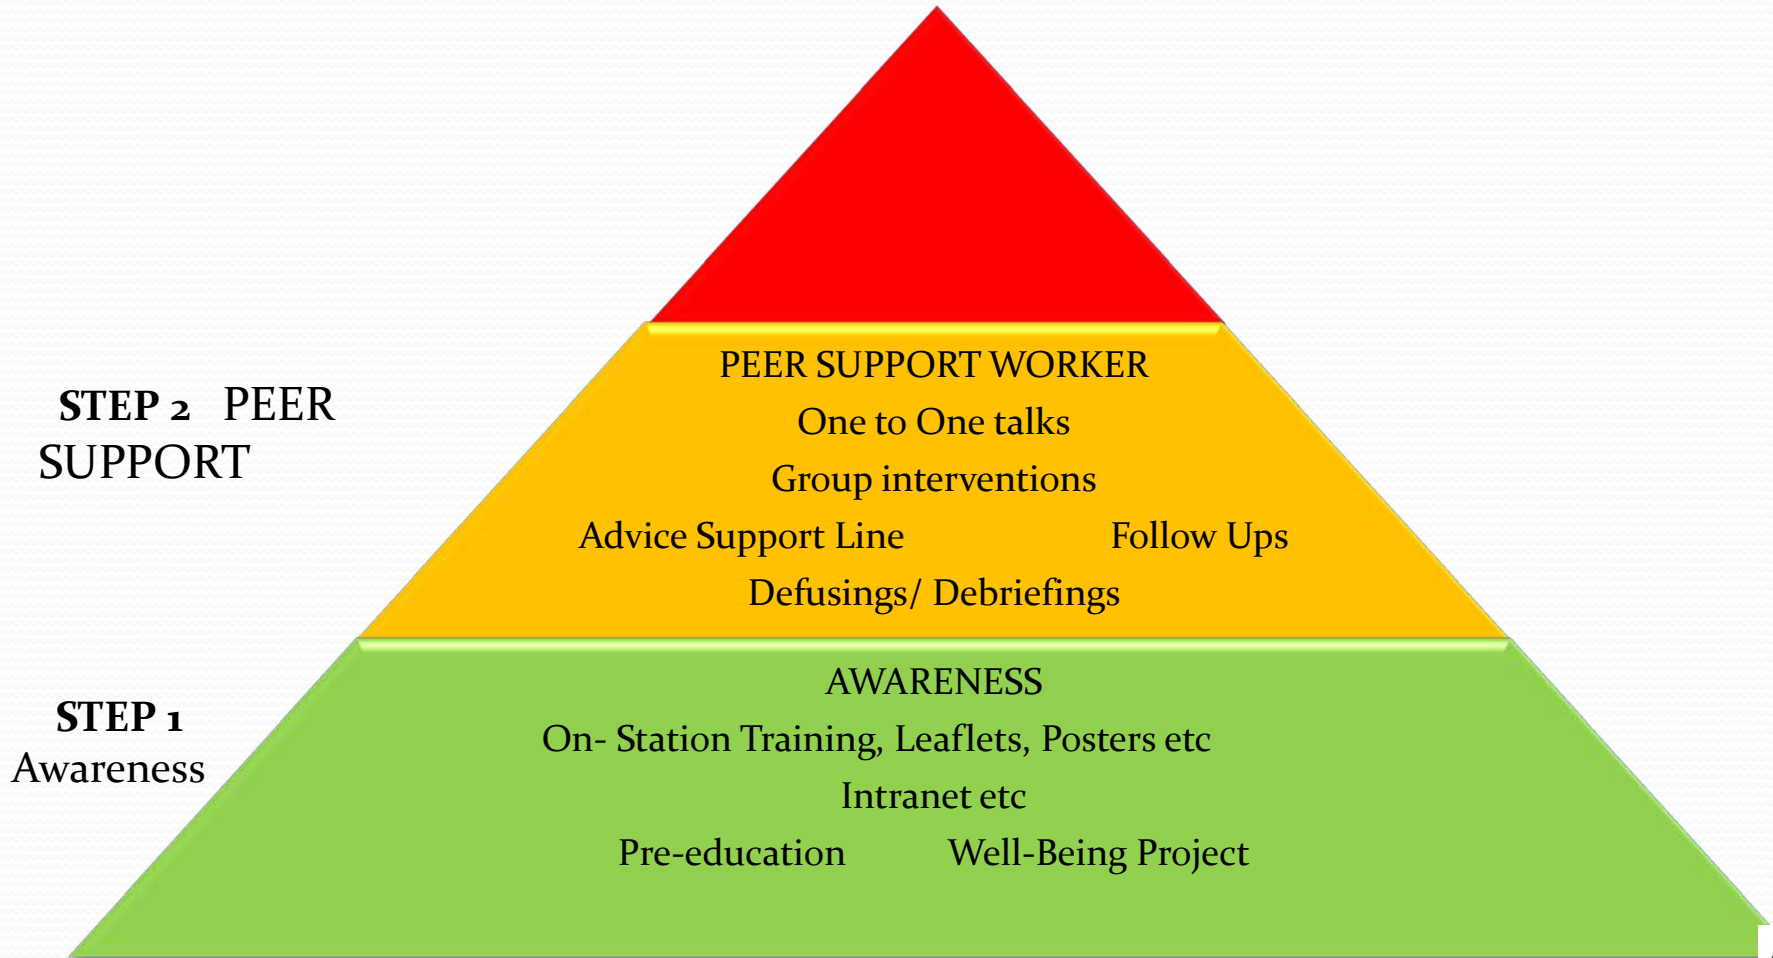 PEER SUPPORT WORKER
One to One talks
STEP 2 PEER
SUPPORT
Group interventions
Advice Support Line Follow Ups
Defusings/ Debriefings
AWARENESS
STEP 1
Awareness
On- Station Training, Leaflets, Posters etc
Intranet etc
Pre-education Well-Being Project